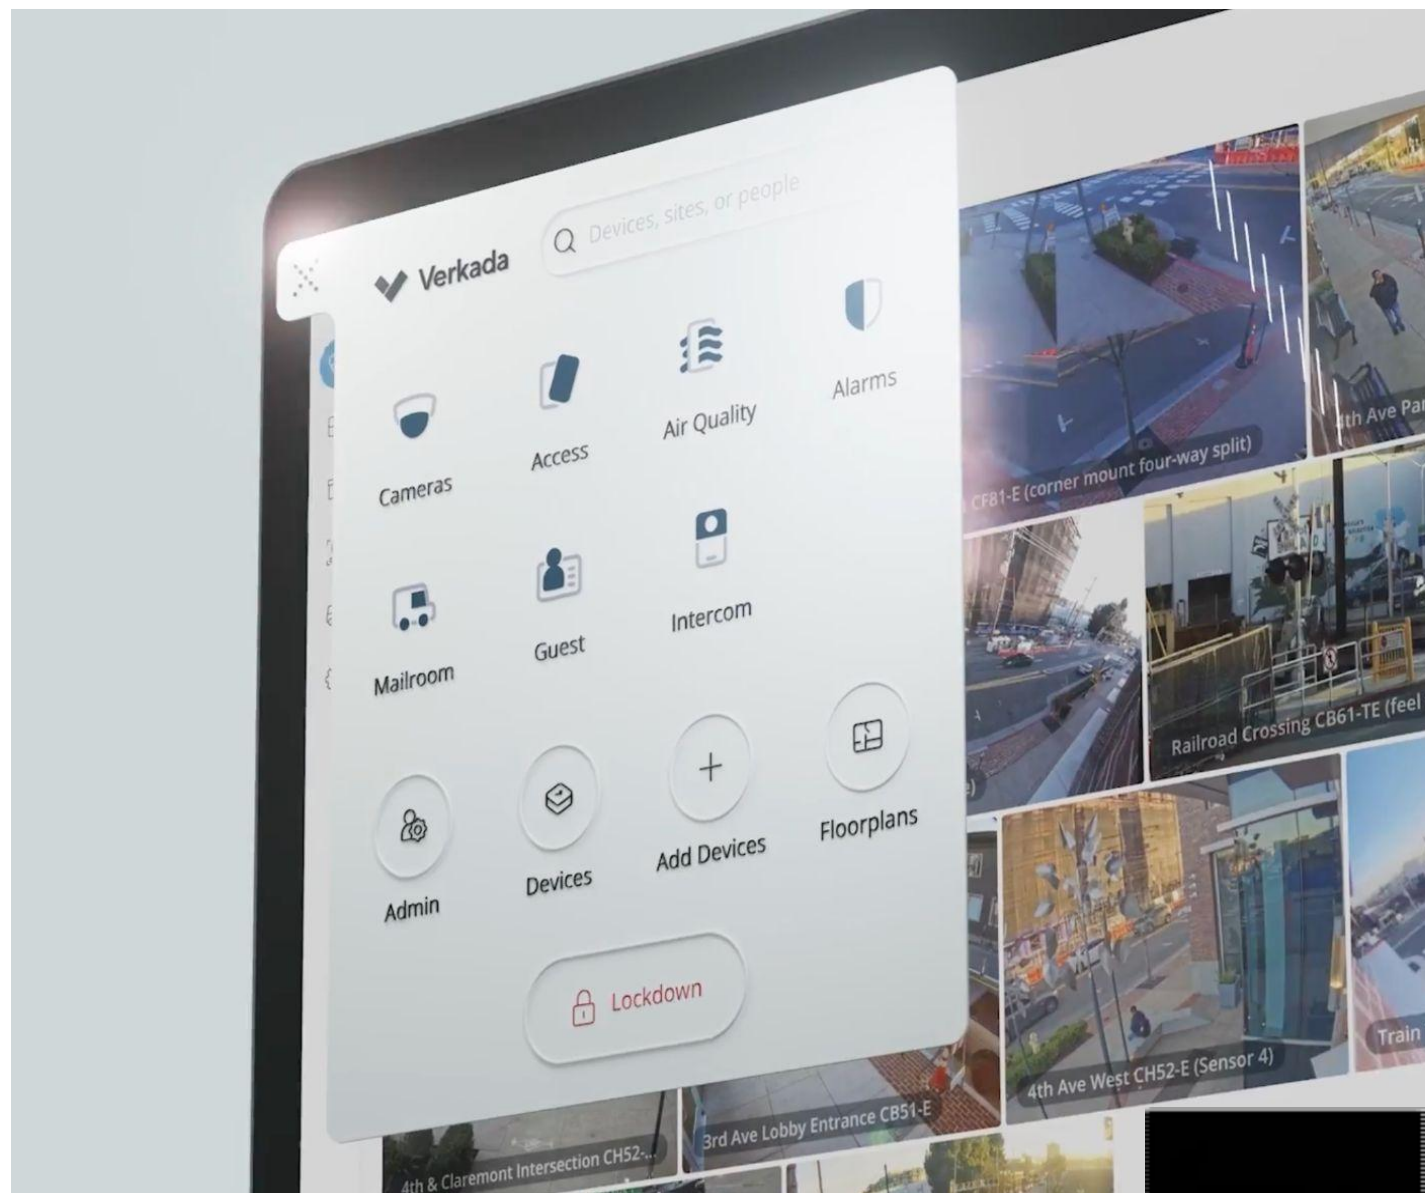 Verkada
Devices, sites, or people
Cameras
Access
Air Quality
Alarms
Mailroom
Guest
Intercom
Admin
Devices
Add Devices
Floorplans
Lockdown
CF81-E (corner mount four-way split)
4th Ave
Railroad Crossing CB61-TE (feel
4th Ave West CH52-E (Sensor 4)
Train
3rd Ave Lobby Entrance CB51-E
4th & Claremont Intersection CH52-...